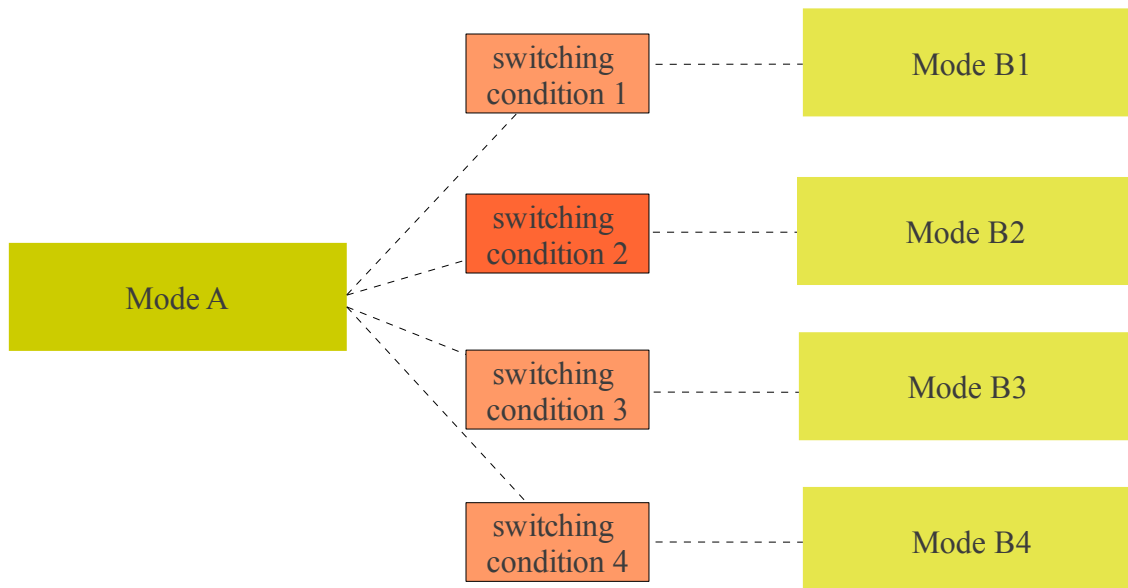 switching
condition 1
Mode B1
switching
condition 2
Mode B2
Mode A
switching
condition 3
Mode B3
switching
condition 4
Mode B4